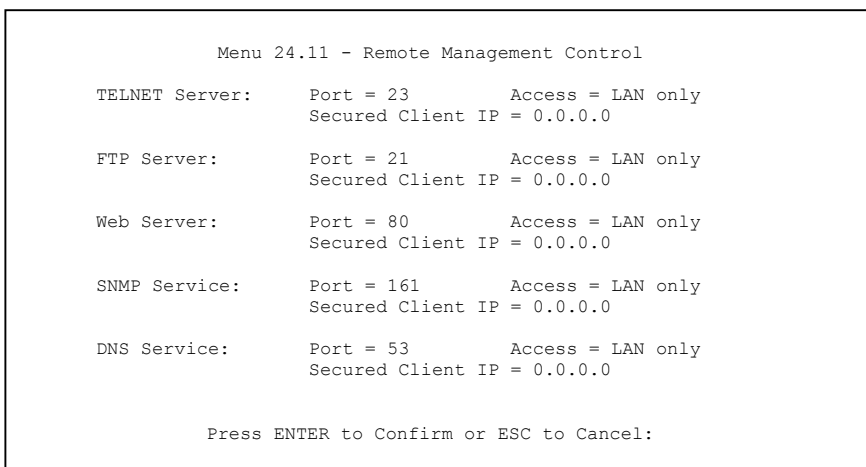 Menu 24.11 - Remote Management Control
TELNET Server: Port = 23 Access = LAN only
Secured Client IP = 0.0.0.0
FTP Server: Port = 21 Access = LAN only
Secured Client IP = 0.0.0.0
Web Server: Port = 80 Access = LAN only
Secured Client IP = 0.0.0.0
SNMP Service: Port = 161 Access = LAN only
Secured Client IP = 0.0.0.0
DNS Service: Port = 53 Access = LAN only
Secured Client IP = 0.0.0.0
Press ENTER to Confirm or ESC to Cancel: